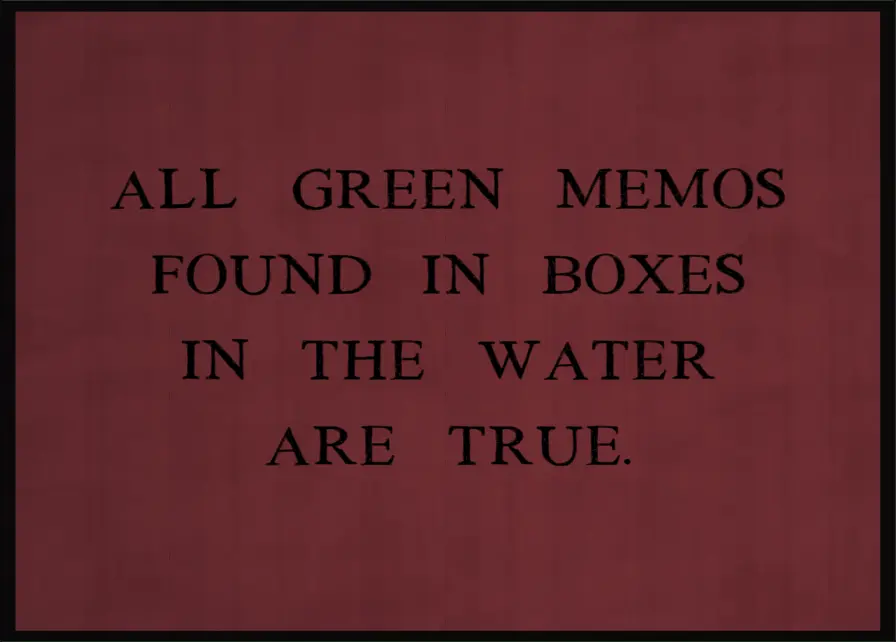 ALL GREEN MEMOS
FOUND IN BOXES
IN THE WATER
ARE TRUE.